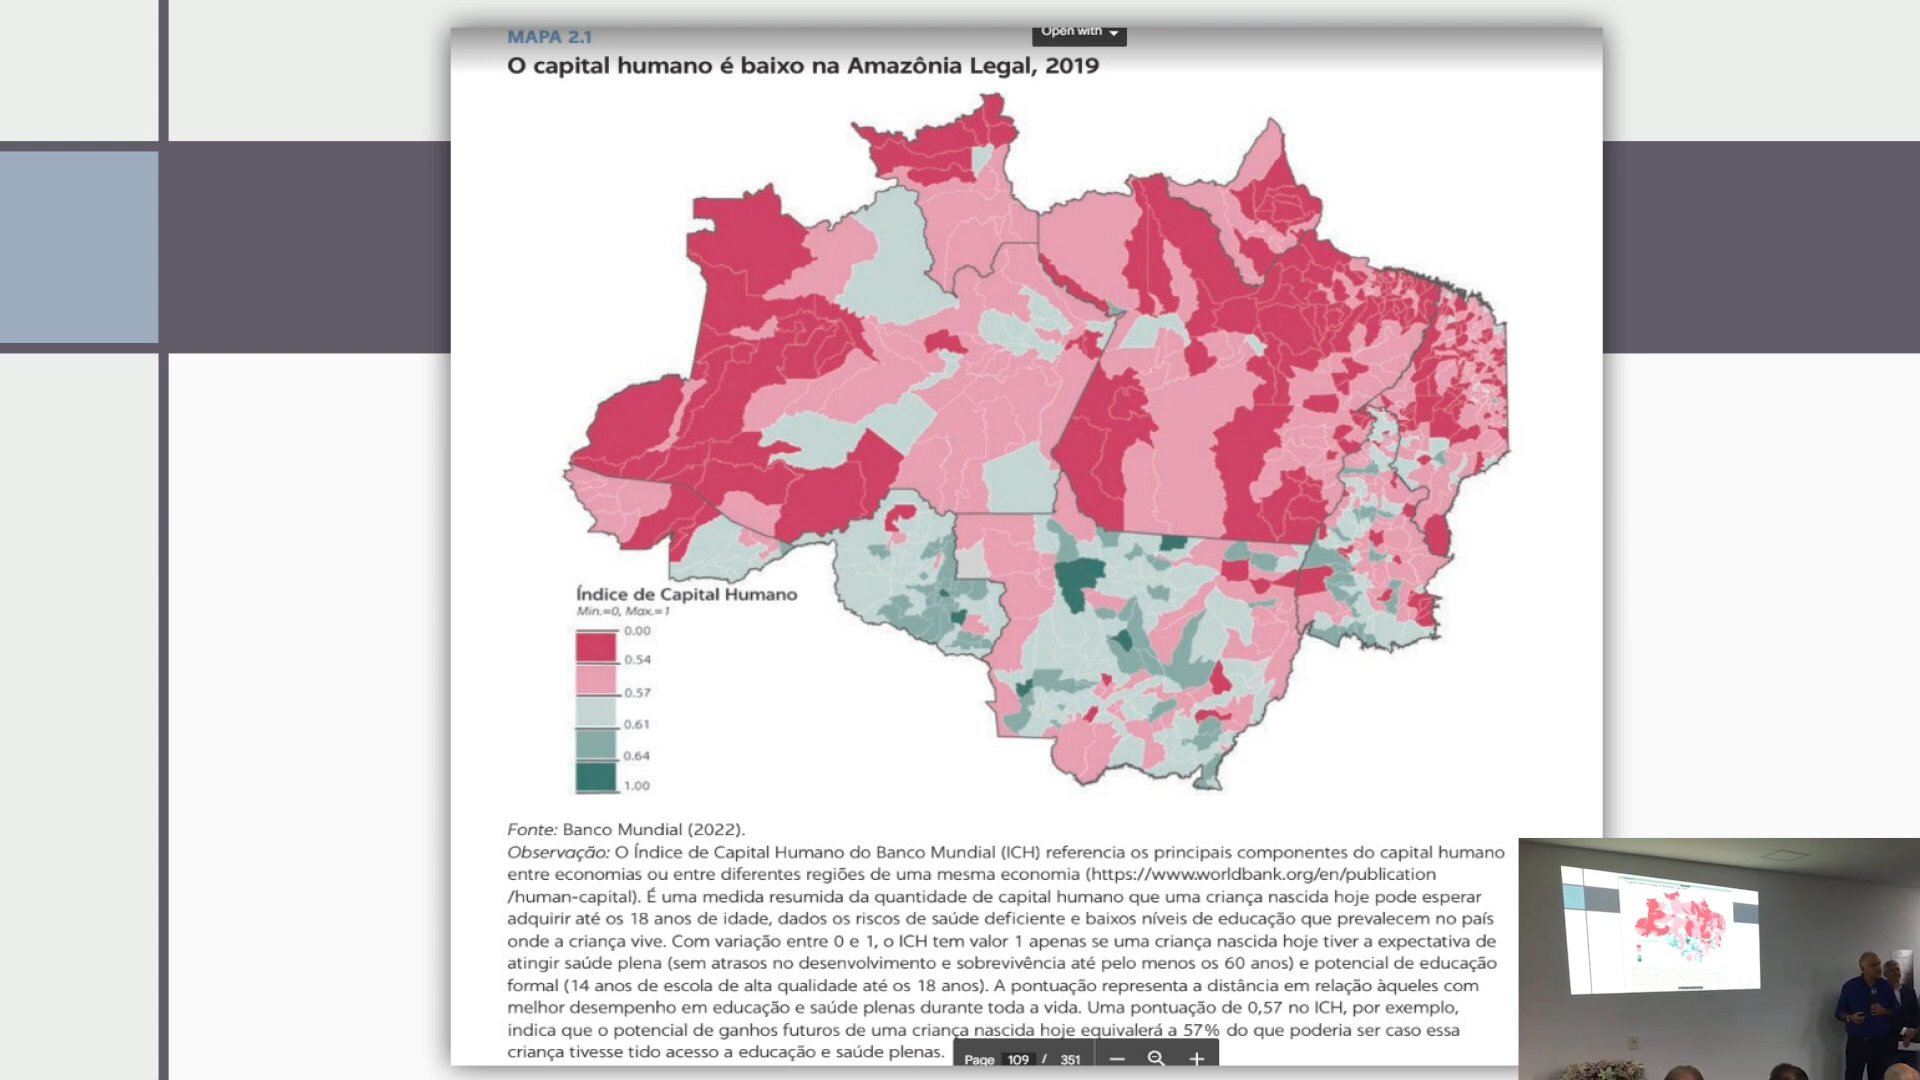 MAPA 2.1
Open with
O capital humano é baixo na Amazônia Legal, 2019
Índice de Capital Humano
Min.=0, Max.=1
0.00
0.54
0.57
0.61
0.64
1.00
Fonte: Banco Mundial (2022).
Observação: O Índice de Capital Humano do Banco Mundial (ICH) referencia os principais componentes do capital humano
entre economias ou entre diferentes regiões de uma mesma economia (https://www.worldbank.org/en/publication
/human-capital). É uma medida resumida da quantidade de capital humano que uma criança nascida hoje pode esperar
adquirir até os 18 anos de idade, dados os riscos de saúde deficiente e baixos níveis de educação que prevalecem no país
onde a criança vive. Com variação entre 0 e 1, o ICH tem valor 1 apenas se uma criança nascida hoje tiver a expectativa de
atingir saúde plena (sem atrasos no desenvolvimento e sobrevivência até pelo menos os 60 anos) e potencial de educação
formal (14 anos de escola de alta qualidade até os 18 anos). A pontuação representa a distância em relação àqueles com
melhor desempenho em educação e saúde plenas durante toda a vida. Uma pontuação de 0,57 no ICH, por exemplo,
indica que o potencial de ganhos futuros de uma criança nascida hoje equivalerá a 57% do que poderia ser caso essa
criança tivesse tido acesso a educação e saúde plenas.
Page 109 / 351